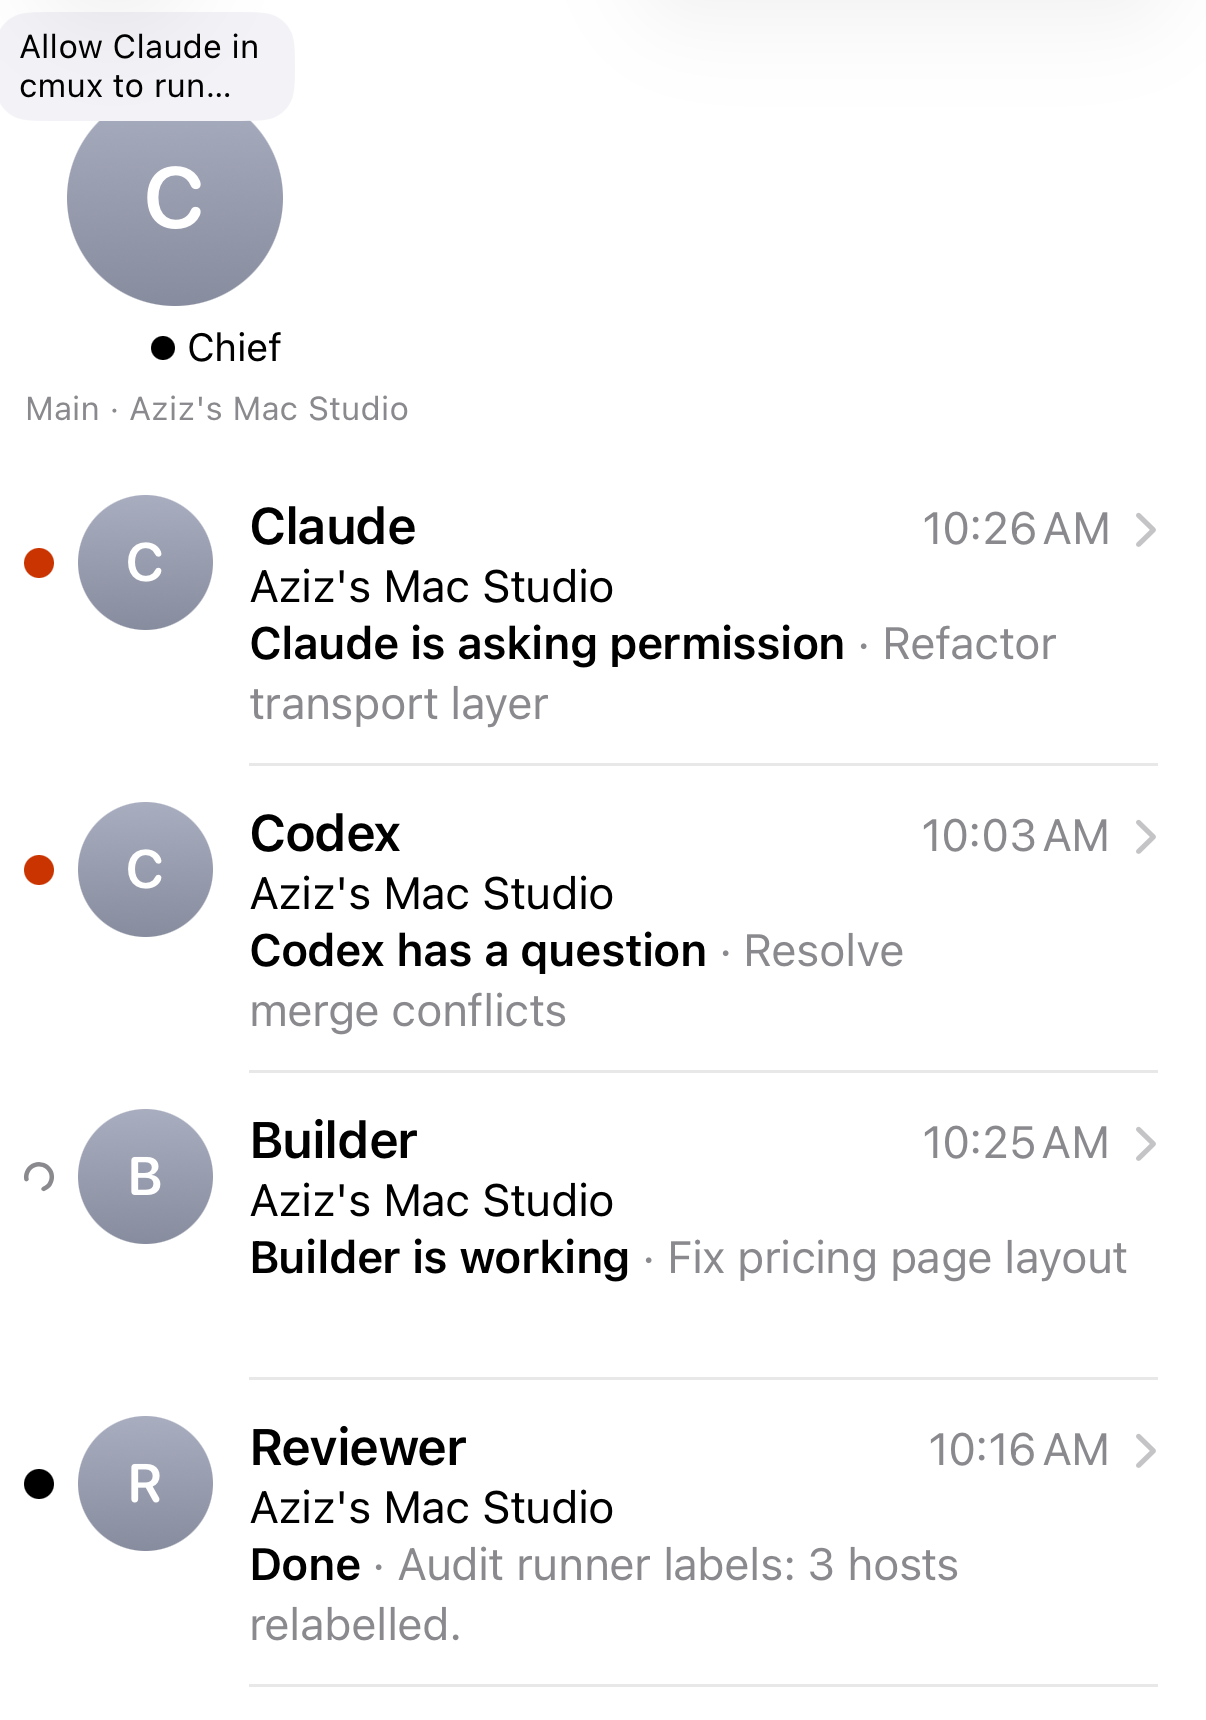 Allow Claude in
cmux to run...
C
Chief
Main · Aziz's Mac Studio
C
Claude
10:26 AM
Aziz's Mac Studio
Claude is asking permission · Refactor
transport layer
C
Codex
10:03 AM
Aziz's Mac Studio
Codex has a question · Resolve
merge conflicts
B
Builder
10:25 AM
Aziz's Mac Studio
Builder is working · Fix pricing page layout
R
Reviewer
10:16 AM
Aziz's Mac Studio
Done · Audit runner labels: 3 hosts
relabelled.